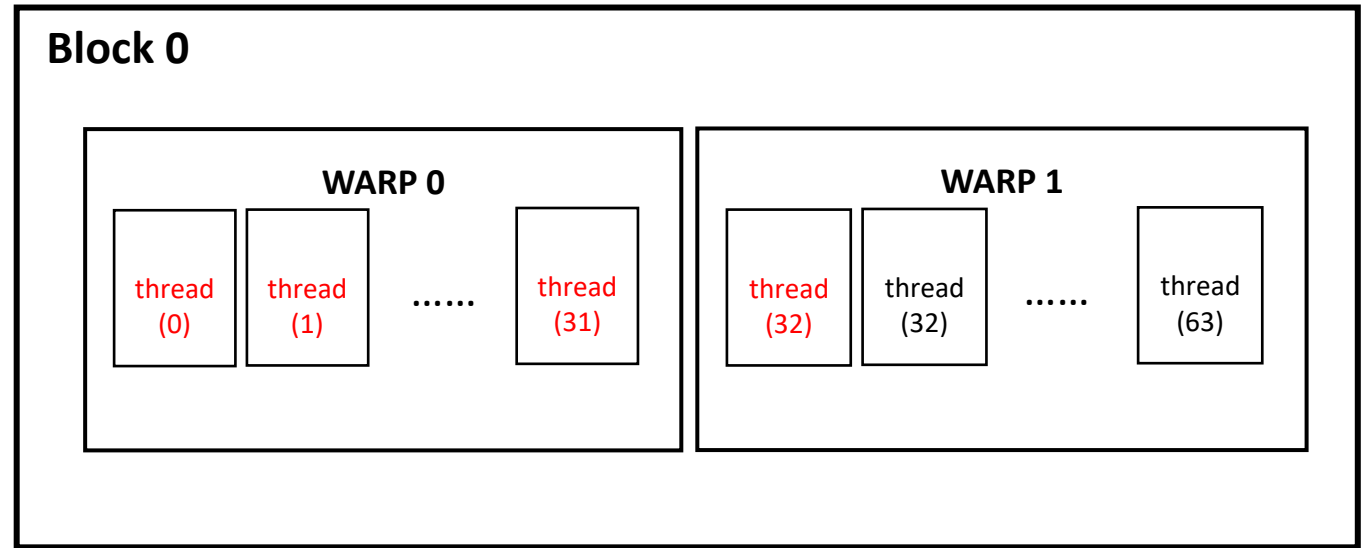 Block 0
WARP 0
thread
(0)
thread
(1)
......
thread
(31)
WARP 1
thread
(32)
thread
(32)
......
thread
(63)